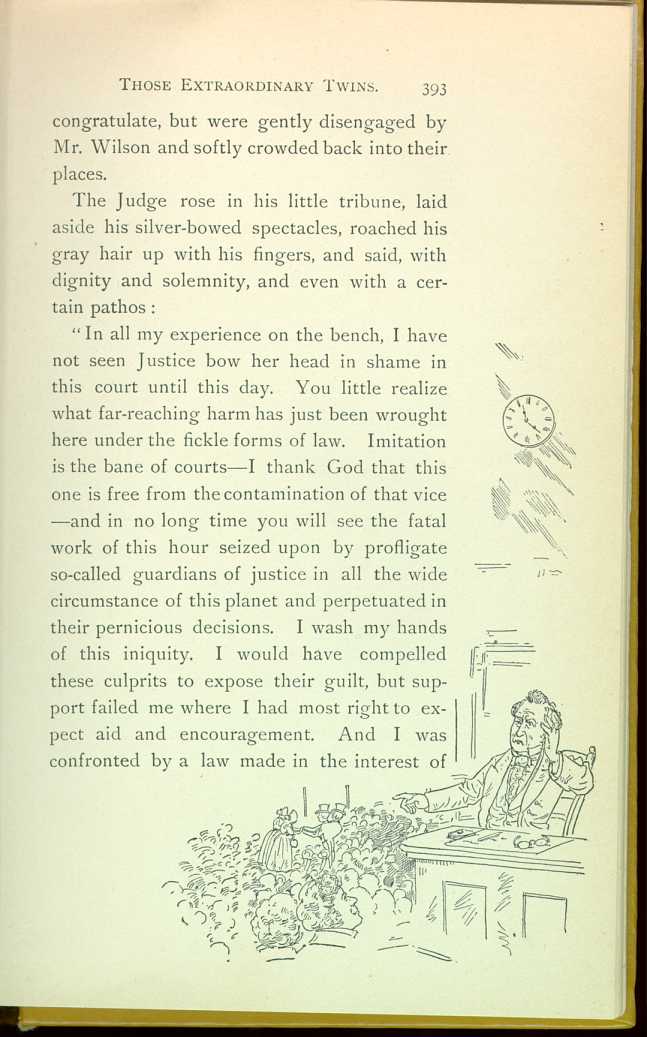 THOSE EXTRAORDINARY TWINS. 393
congratulate, but were gently disengaged by
Mr. Wilson and softly crowded back into their
places.
The Judge rose in his little tribune, laid
aside his silver-bowed spectacles, roached his
gray hair up with his fingers, and said, with
dignity and solemnity, and even with a cer-
tain pathos :
"In all my experience on the bench, I have
not seen Justice bow her head in shame in
this court until this day. You little realize
what far-reaching harm has just been wrought
here under the fickle forms of law. Imitation
is the bane of courts—I thank God that this
one is free from the contamination of that vice
—and in no long time you will see the fatal
work of this hour seized upon by profligate
so-called guardians of justice in all the wide
circumstance of this planet and perpetuated in
their pernicious decisions. I wash my hands
of this iniquity. I would have compelled
these culprits to expose their guilt, but sup-
port failed me where I had most right to ex-
pect aid and encouragement. And I was
confronted by a law made in the interest of